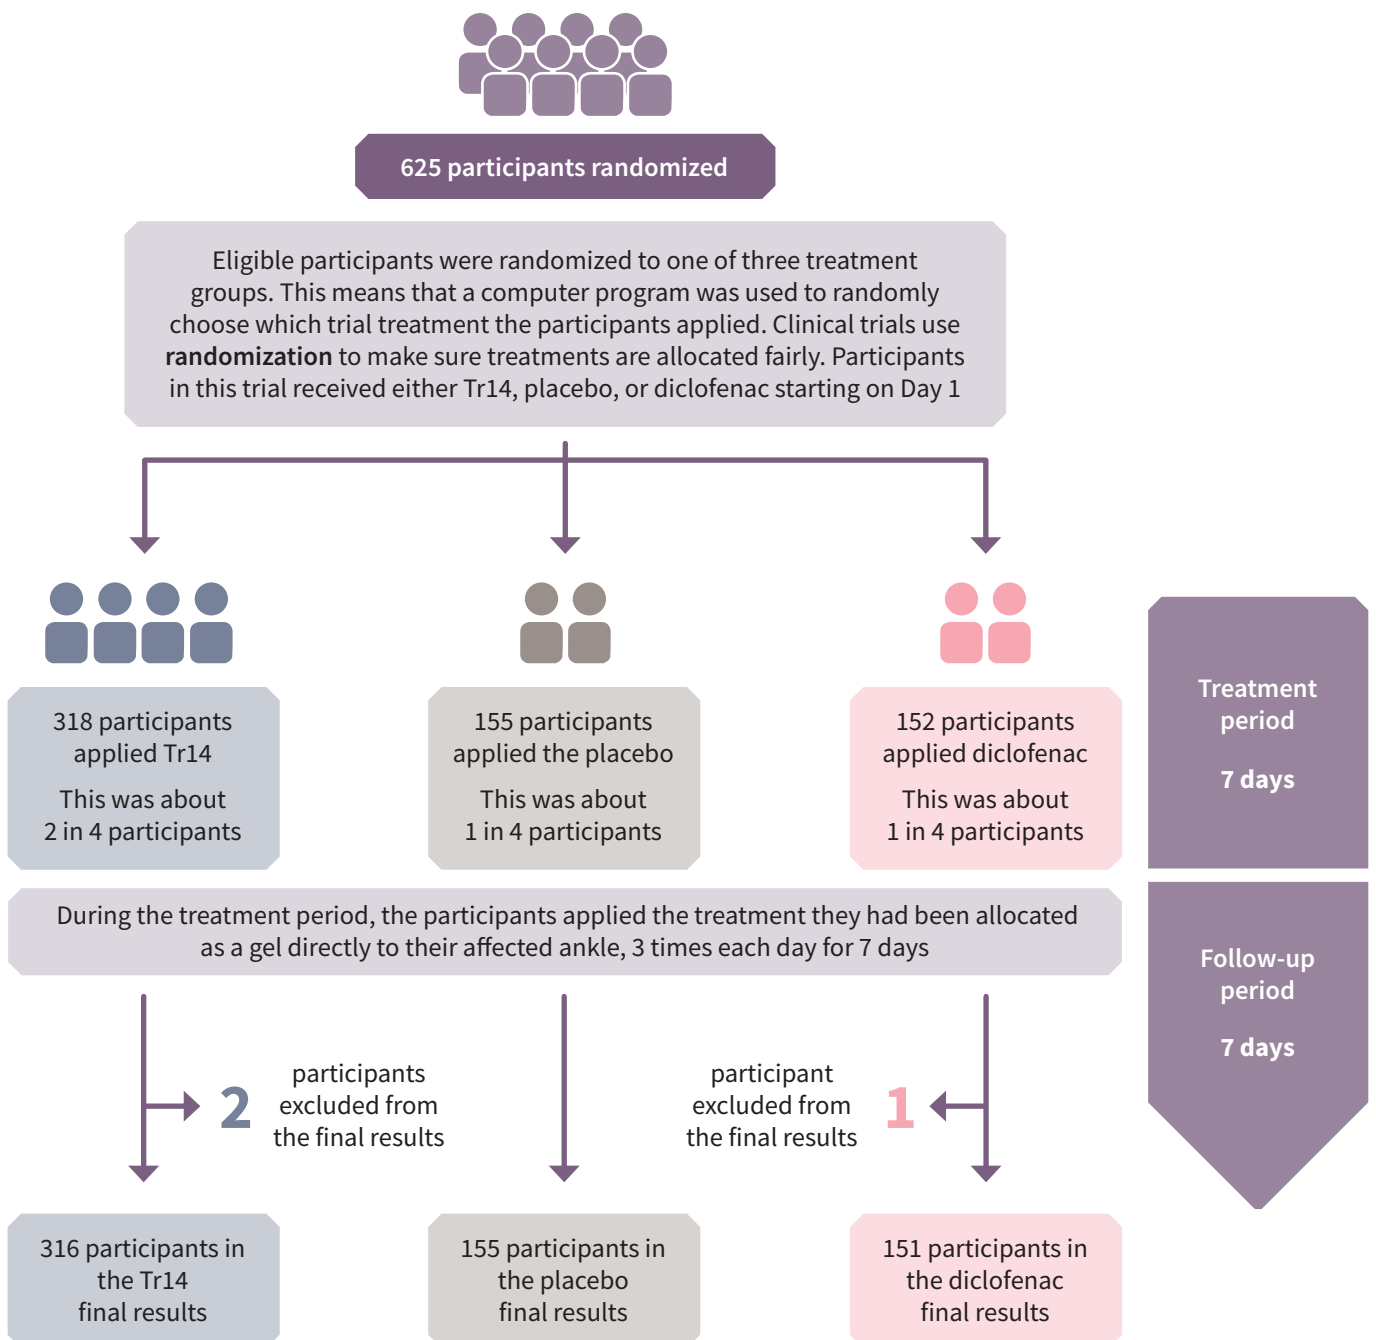 625 participants randomized
Eligible participants were randomized to one of three treatment
groups. This means that a computer program was used to randomly
choose which trial treatment the participants applied. Clinical trials use
randomization to make sure treatments are allocated fairly. Participants
in this trial received either Tr14, placebo, or diclofenac starting on Day 1
318 participants
applied Tr14
This was about
2 in 4 participants
155 participants
applied the placebo
This was about
1 in 4 participants
152 participants
applied diclofenac
This was about
1 in 4 participants
Treatment
period
7 days
During the treatment period, the participants applied the treatment they had been allocated
as a gel directly to their affected ankle, 3 times each day for 7 days
Follow-up
period
7 days
2
participants
excluded from
the final results
participant
excluded from
the final results
1
316 participants in
the Tr14
final results
155 participants in
the placebo
final results
151 participants in
the diclofenac
final results